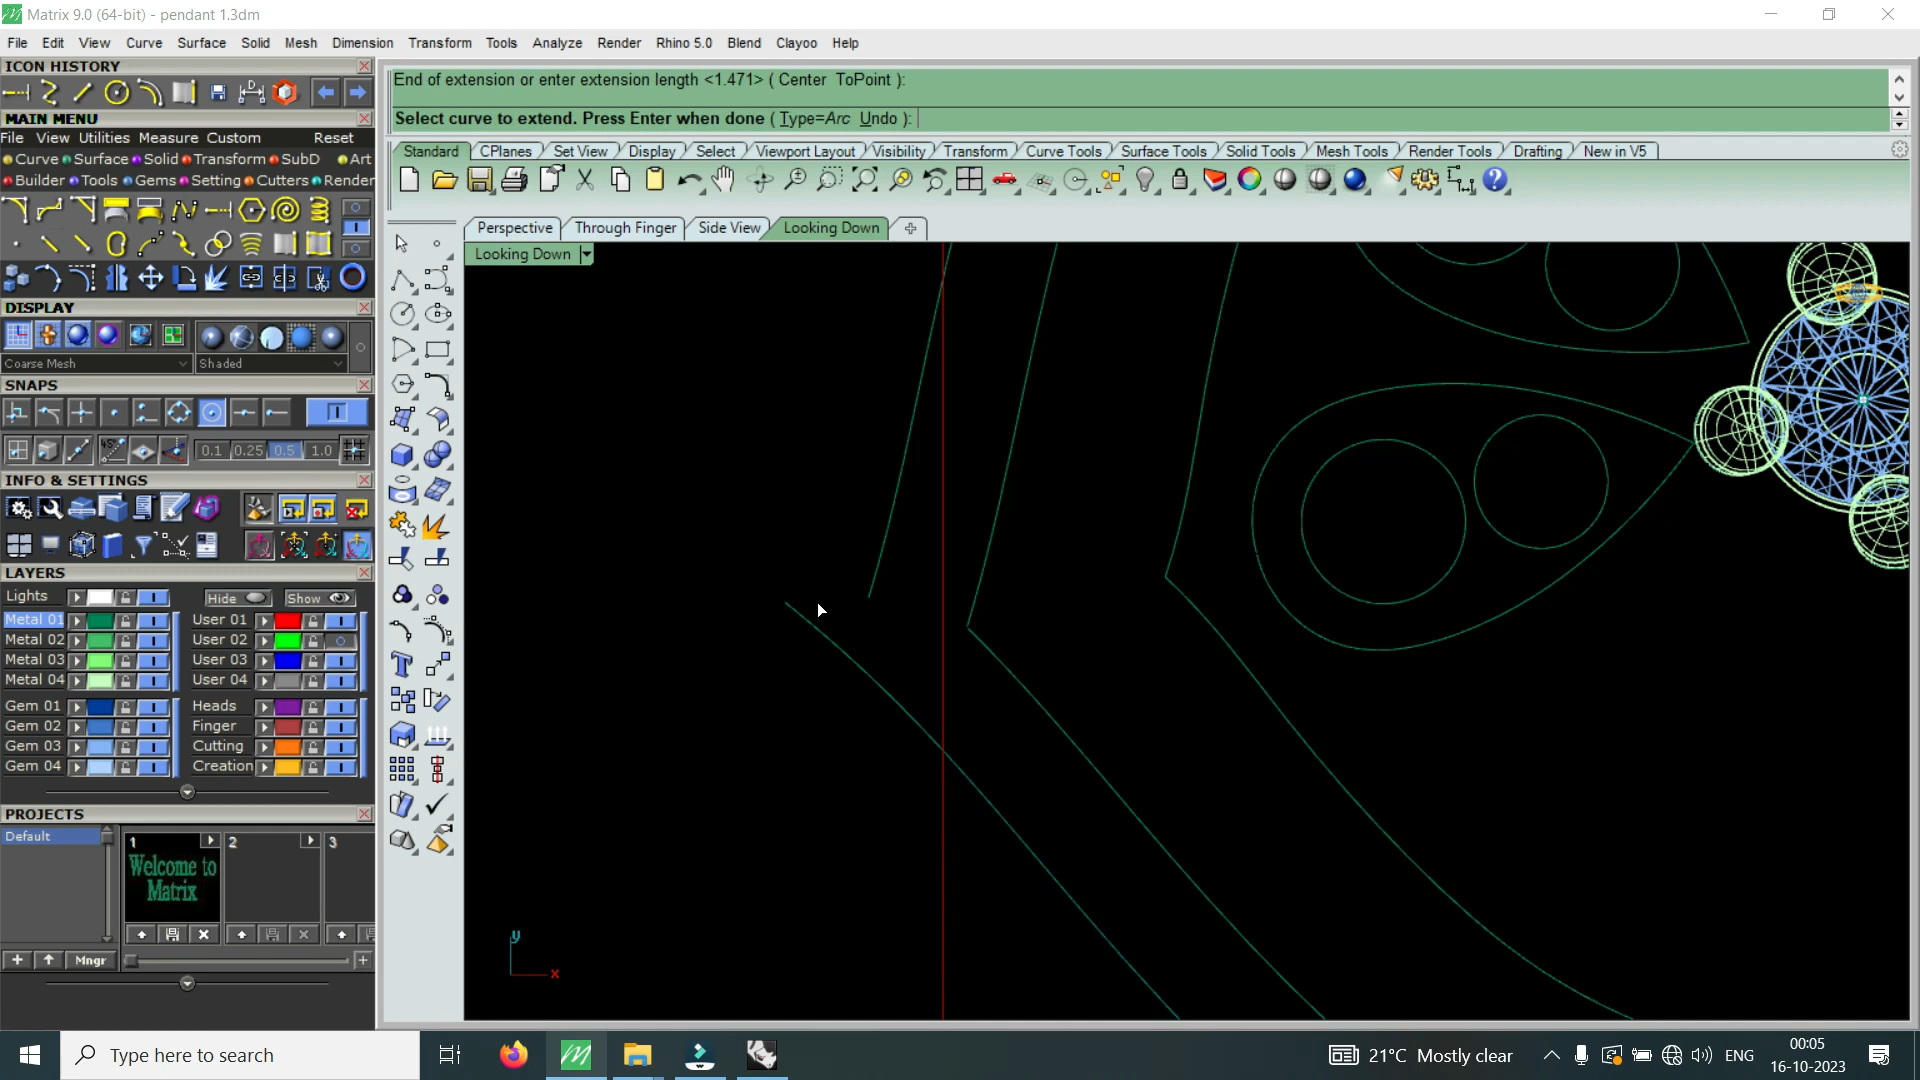 Matrix 9.0 (64-bit) - pendant 1.3dm
File Edit View Curve Surface Solid Mesh Dimension Transform Tools Analyze Render Rhino 5.0 Blend Clayoo Help
ICON HISTORY
End of extension or enter extension length <1.471> ( Center ToPoint ):
Select curve to extend. Press Enter when done ( Type=Arc Undo ):
MAIN MENU
File View Utilities Measure Custom Reset
Curve Surface Solid Transform SubD Art
Builder Tools Gems Setting Cutters Render
Standard CPlanes Set View Display Select Viewport Layout Visibility Transform Curve Tools Surface Tools Solid Tools Mesh Tools Render Tools Drafting New in V5
Perspective Through Finger Side View Looking Down
Looking Down
DISPLAY
Coarse Mesh Shaded
SNAPS
0.1 0.25 0.5 1.0
INFO & SETTINGS
LAYERS
Lights Hide Show
Metal 01 User 01
Metal 02 User 02
Metal 03 User 03
Metal 04 User 04
Gem 01 Heads
Gem 02 Finger
Gem 03 Cutting
Gem 04 Creation
PROJECTS
Default
1 2 3
Welcome to
Matrix
Mngr
y
x
Type here to search
21°C Mostly clear
ENG
00:05
16-10-2023